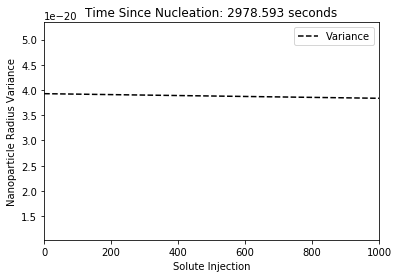 Time Since Nucleation: 2978.593 seconds
1e−20
Variance
Nanoparticle Radius Variance
5.0
4.5
4.0
3.5
3.0
2.5
2.0
1.5
0 200 400 600 800 1000
Solute Injection